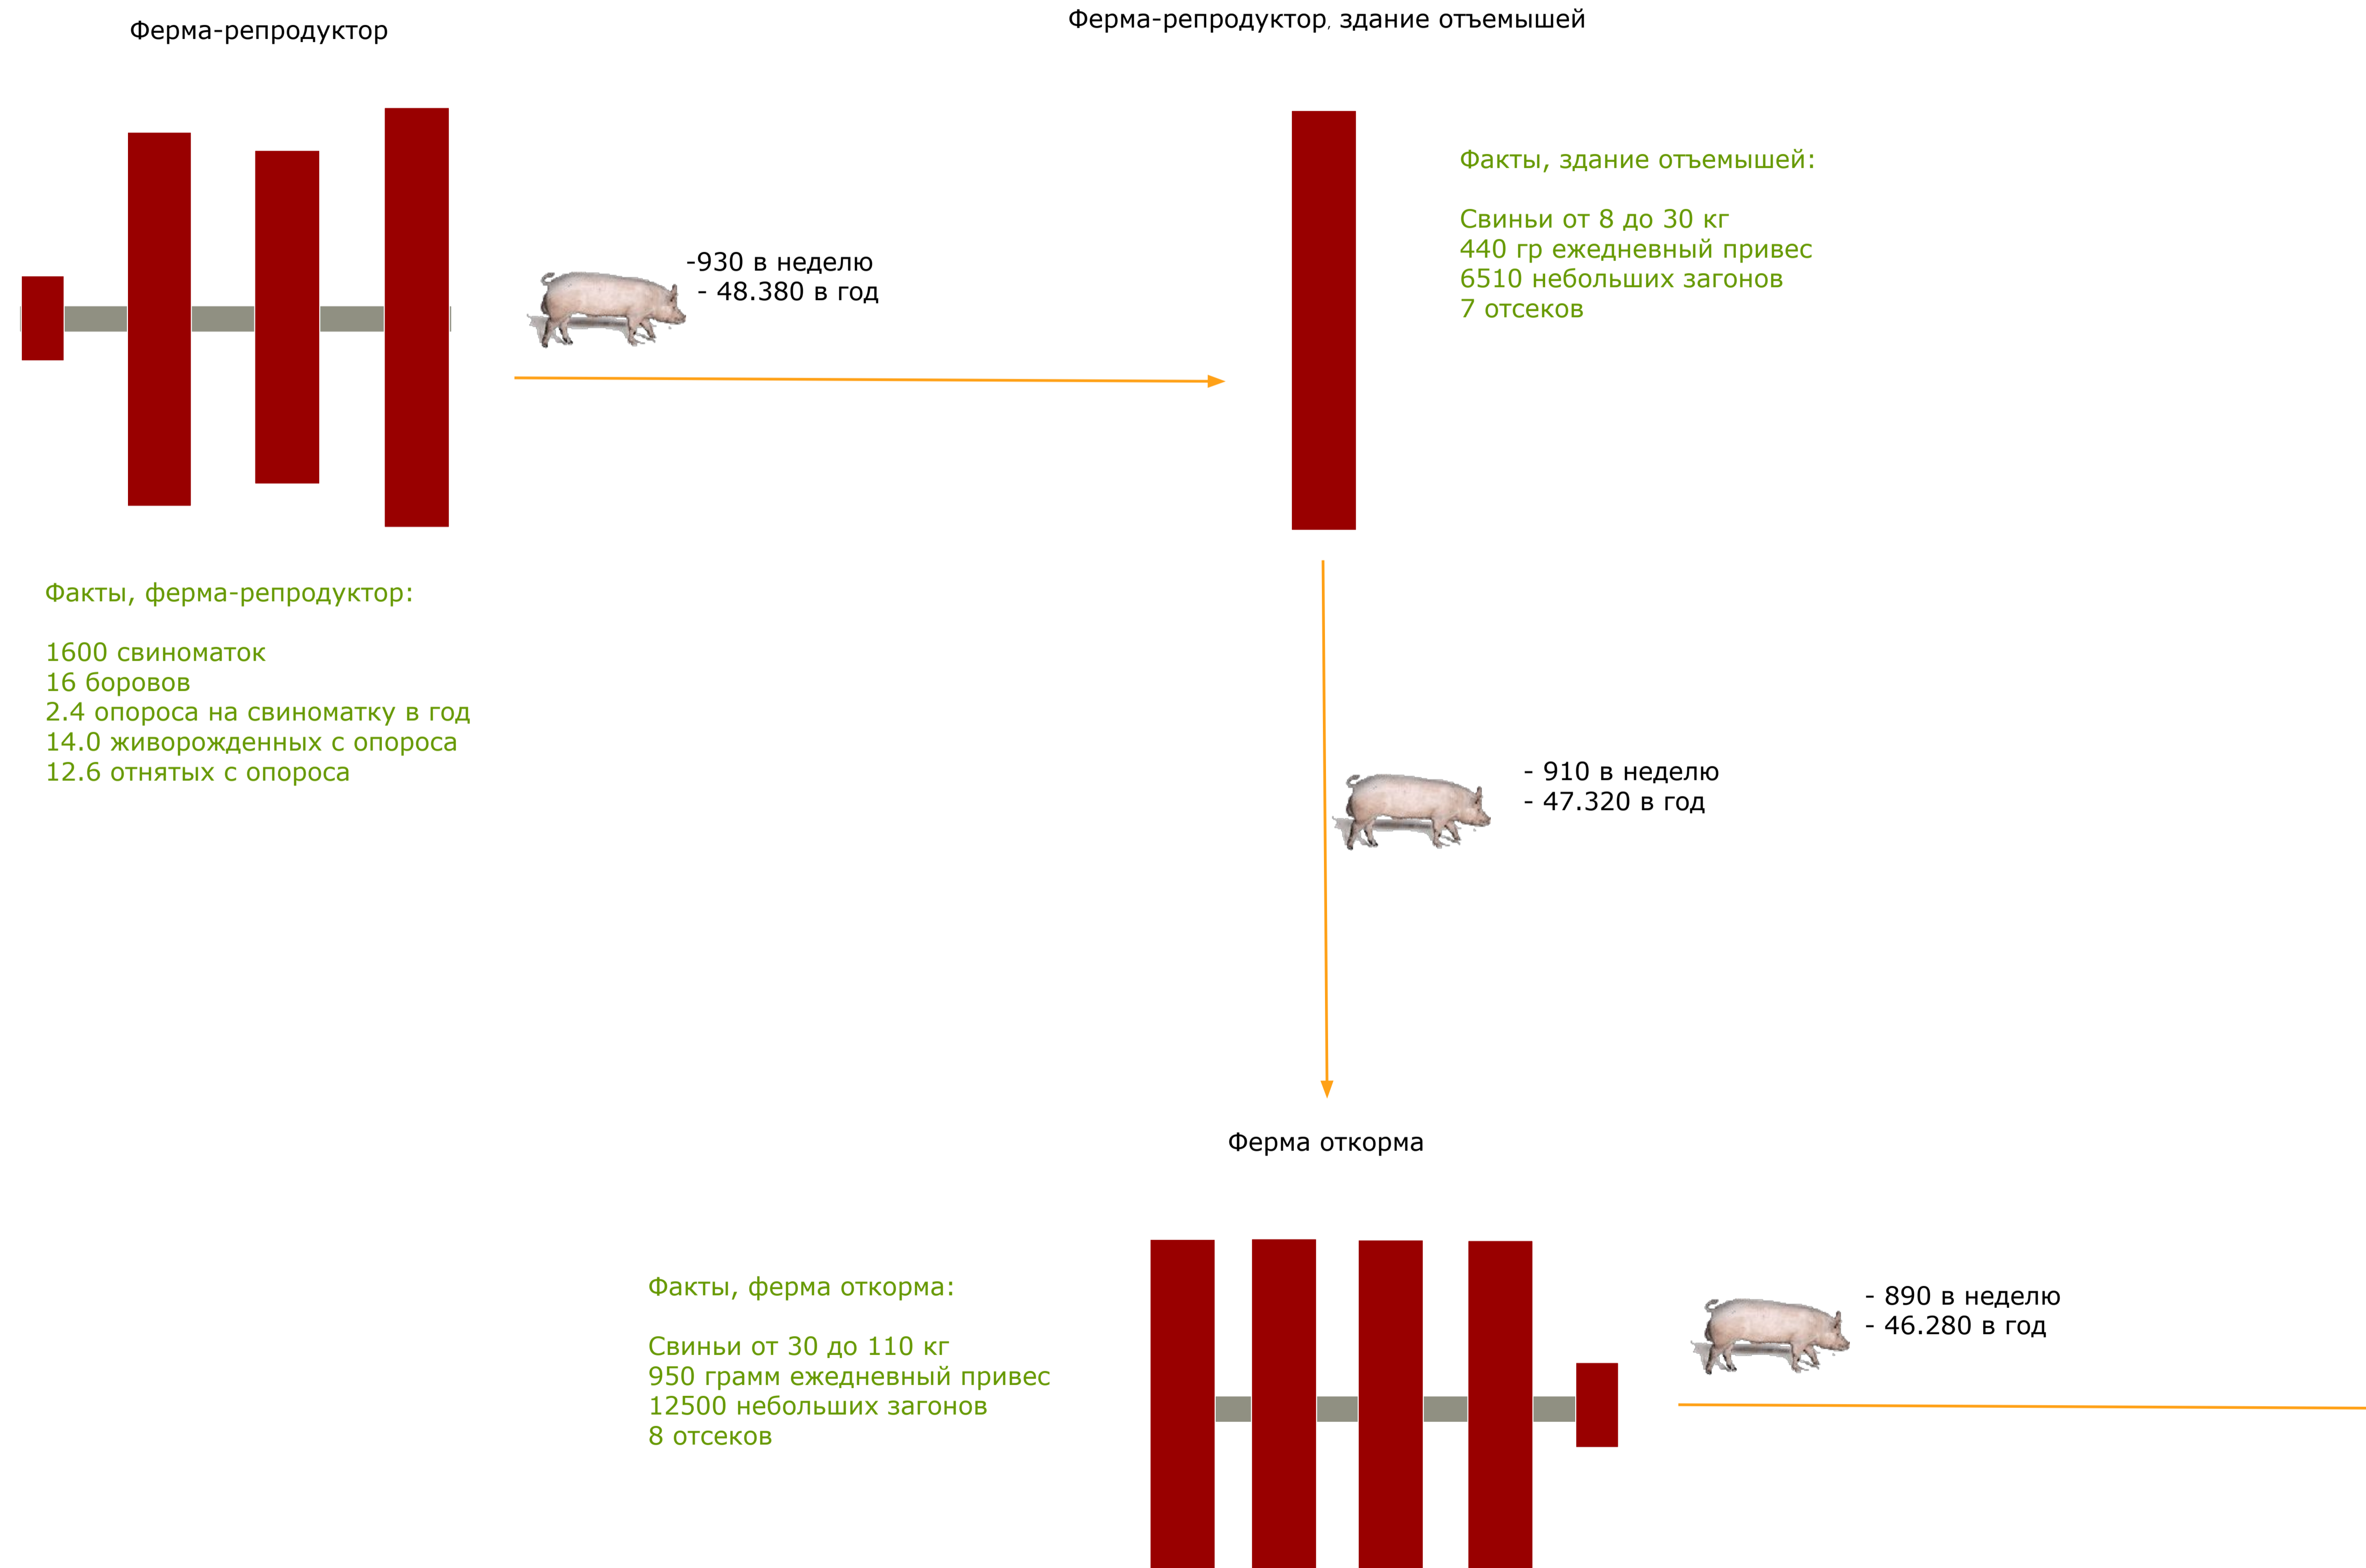 Ферма-репродуктор
Ферма-репродуктор, здание отъемышей
Факты, здание отъемышей:
Свиньи от 8 до 30 кг
440 гр ежедневный привес
6510 небольших загонов
7 отсеков
-930 в неделю
- 48.380 в год
Факты, ферма-репродуктор:
1600 свиноматок
16 боровов
2.4 опороса на свиноматку в год
14.0 живорожденных с опороса
12.6 отнятых с опороса
- 910 в неделю
- 47.320 в год
Ферма откорма
Факты, ферма откорма:
Свиньи от 30 до 110 кг
950 грамм ежедневный привес
12500 небольших загонов
8 отсеков
- 890 в неделю
- 46.280 в год